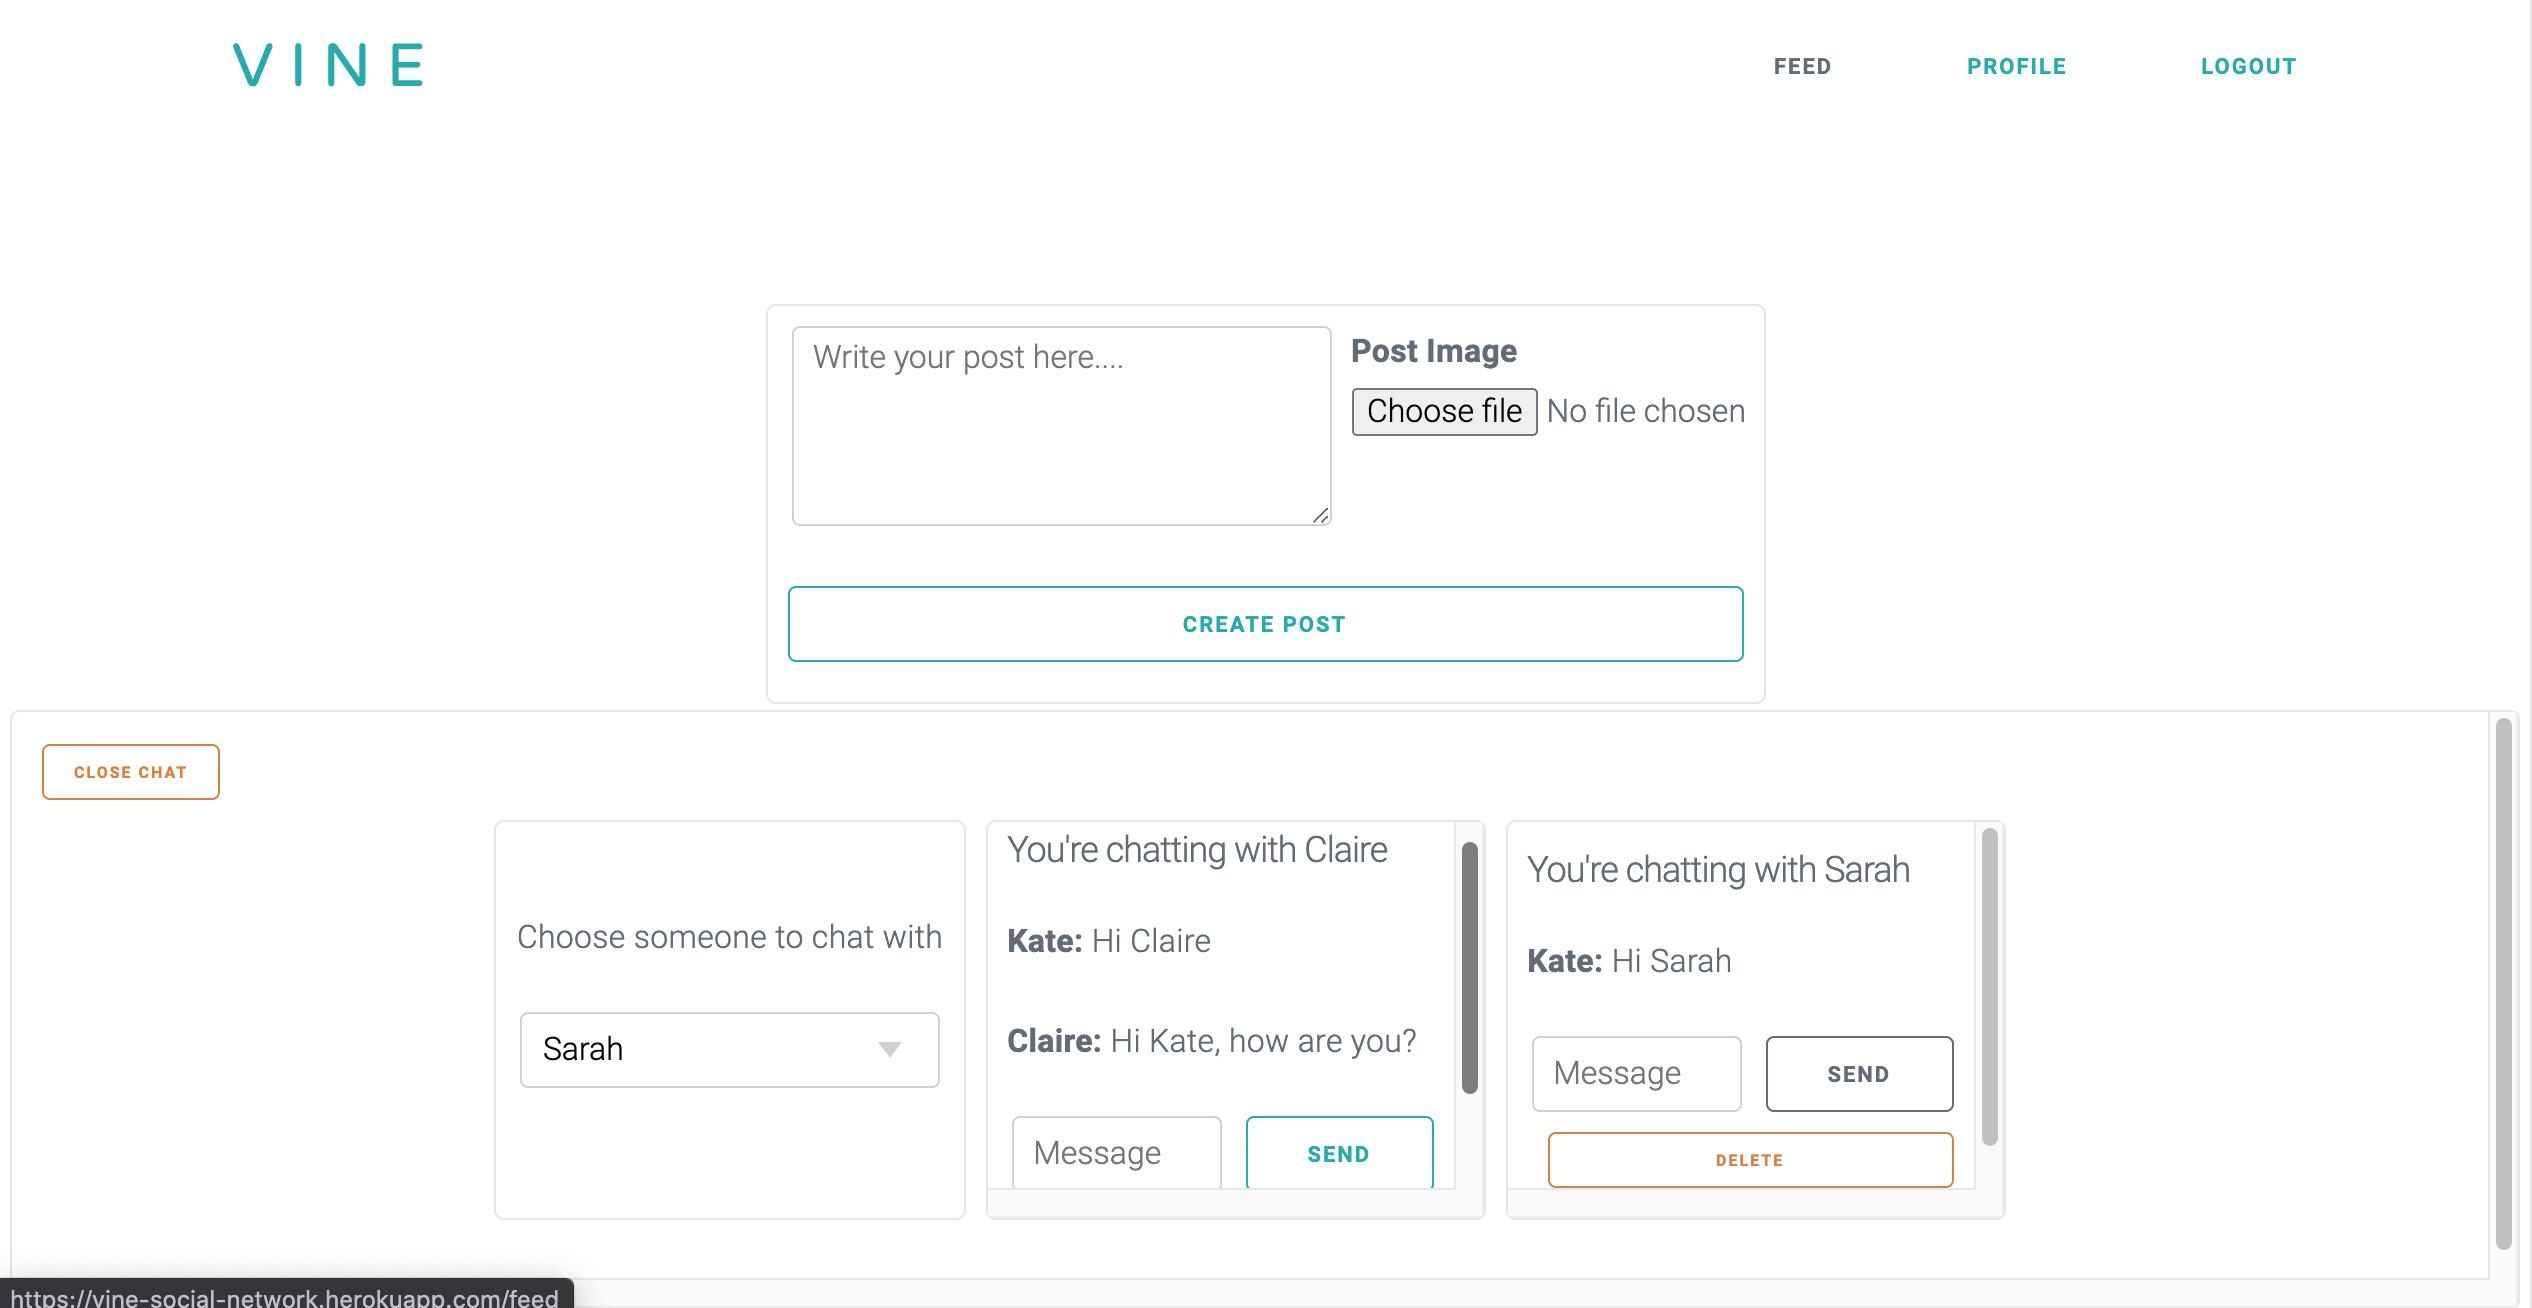 VINE
FEED
PROFILE
LOGOUT
Write your post here....
Post Image
Choose file No file chosen
CREATE POST
CLOSE CHAT
Choose someone to chat with
Sarah
You're chatting with Claire
Kate: Hi Claire
Claire: Hi Kate, how are you?
Message
SEND
You're chatting with Sarah
Kate: Hi Sarah
Message
SEND
DELETE
https://vine-social-network.herokuapp.com/feed